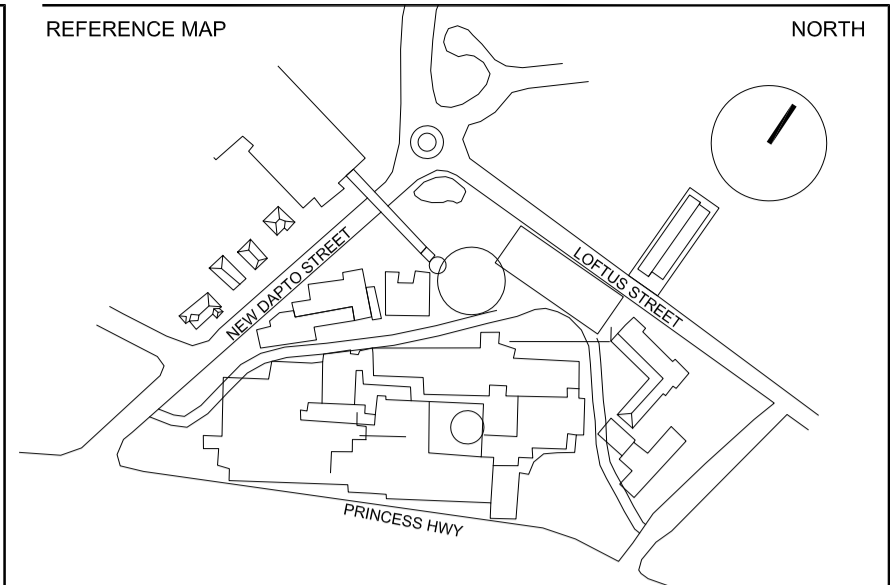 REFERENCE MAP
NORTH
NEW DAPTO STREET
LOFTUS STREET
PRINCESS HWY